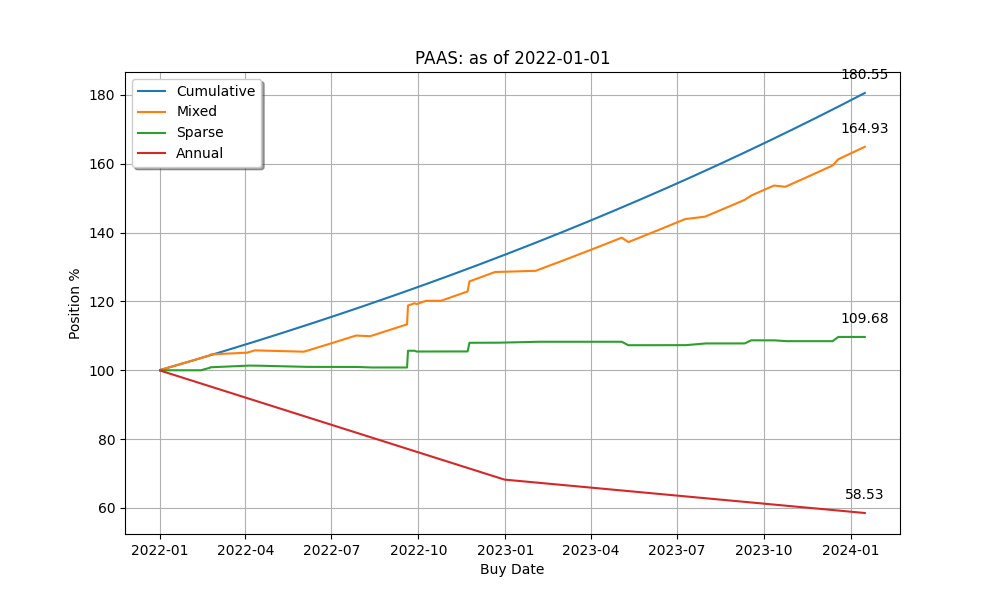 PAAS: as of 2022-01-01
180.55
Cumulative
Mixed
Sparse
Annual
164.93
109.68
58.53
Position %
180
160
140
120
100
80
60
2022-01 2022-04 2022-07 2022-10 2023-01 2023-04 2023-07 2023-10 2024-01
Buy Date